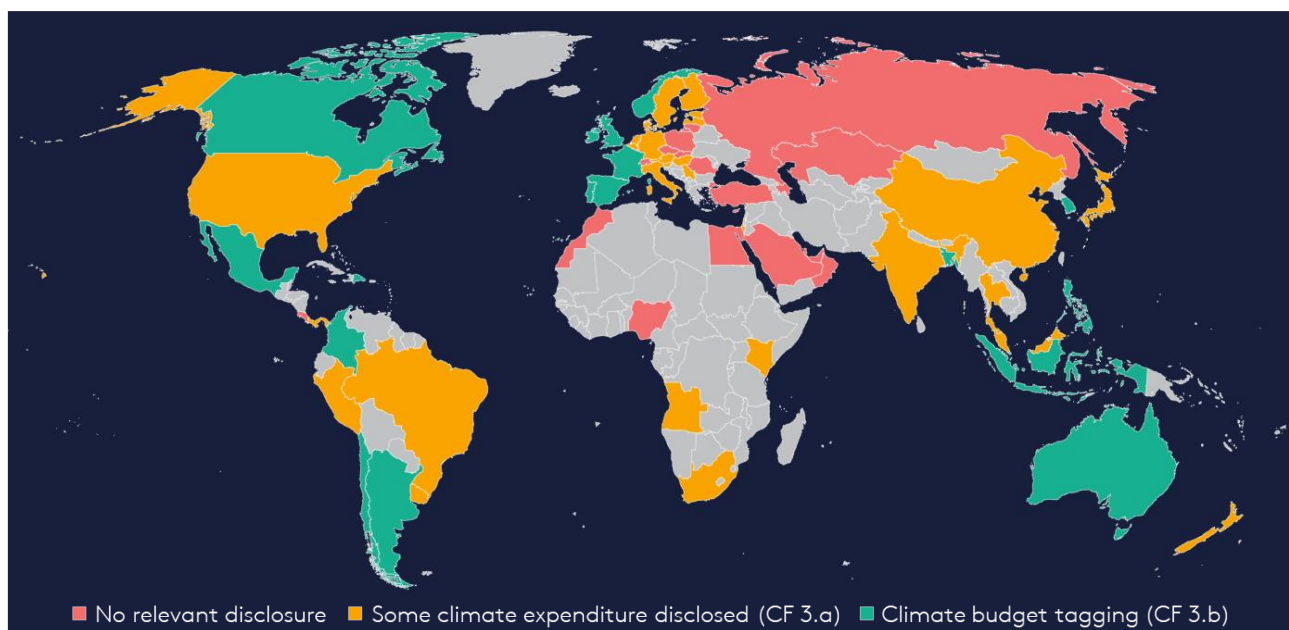 No relevant disclosure Some climate expenditure disclosed (CF 3.a) Climate budget tagging (CF 3.b)